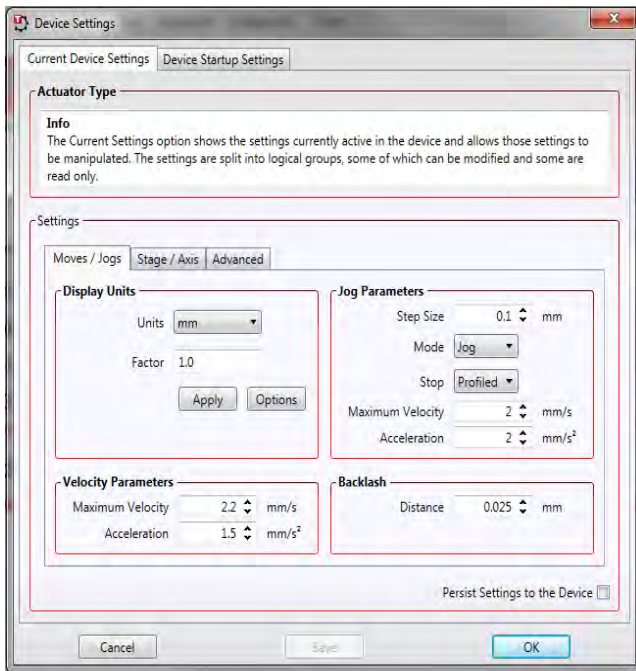 Device Settings
Current Device Settings Device Startup Settings
Actuator Type
Info
The Current Settings option shows the settings currently active in the device and allows those settings to
be manipulated. The settings are split into logical groups, some of which can be modified and some are
read only.
Settings
Moves / Jogs Stage / Axis Advanced
Display Units
Units mm
Factor 1.0
Apply Options
Jog Parameters
Step Size 0.1 mm
Mode Jog
Stop Profiled
Maximum Velocity 2 mm/s
Acceleration 2 mm/s²
Velocity Parameters
Maximum Velocity 2.2 mm/s
Acceleration 1.5 mm/s²
Backlash
Distance 0.025 mm
Persist Settings to the Device
Cancel Save OK